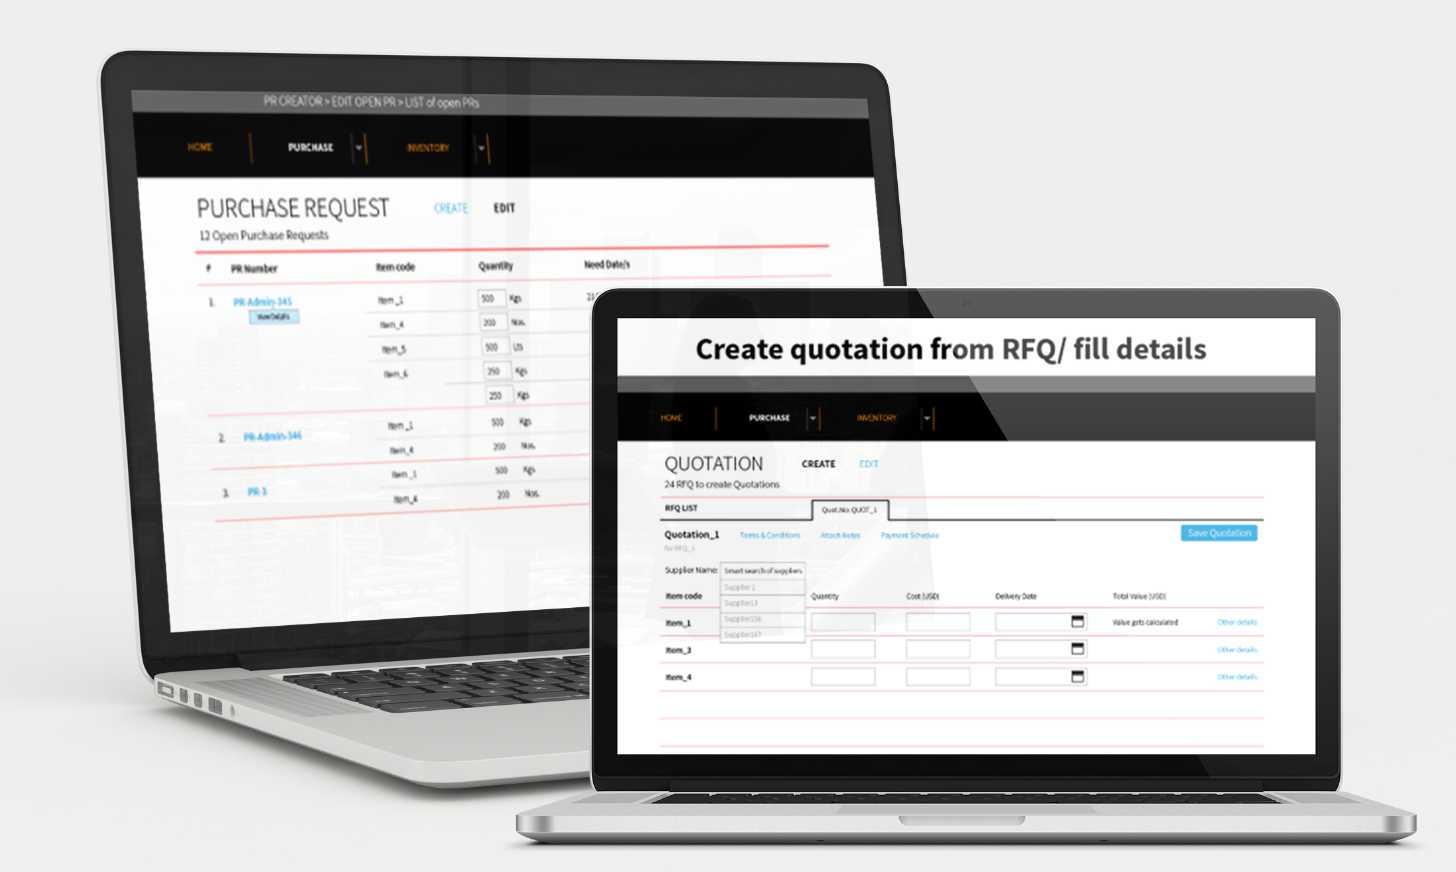 PR CREATOR > EDIT OPEN PR > LIST of open PRs
HOME PURCHASE INVENTORY
PURCHASE REQUEST CREATE EDIT
12 Open Purchase Requests
# PR Number Item code Quantity Need Date/s
1. PR-Admin-345 Item_1 500 Kgs
View Details
Item_4 200 Nos.
Item_5 500 Lts
Item_6 250 Kgs
250 Kgs
2. PR-Admin-346 Item_1 500 Kgs
Item_4 200 Nos.
3. PR-3 Item_1 500 Kgs
Item_4 200 Nos.
Create quotation from RFQ/ fill details
HOME PURCHASE INVENTORY
QUOTATION CREATE EDIT
24 RFQ to create Quotations
RFQ LIST Quot.No: QUOT_1
Quotation_1 Terms & Conditions Attach Notes Payment Schedule Save Quotation
for RFQ_1
Supplier Name: Smart search of suppliers
Supplier1
Supplier13
Supplier156
Supplier167
Item code Quantity Cost (USD) Delivery Date Total Value (USD)
Item_1 Value gets calculated Other details
Item_3 Other details
Item_4 Other details